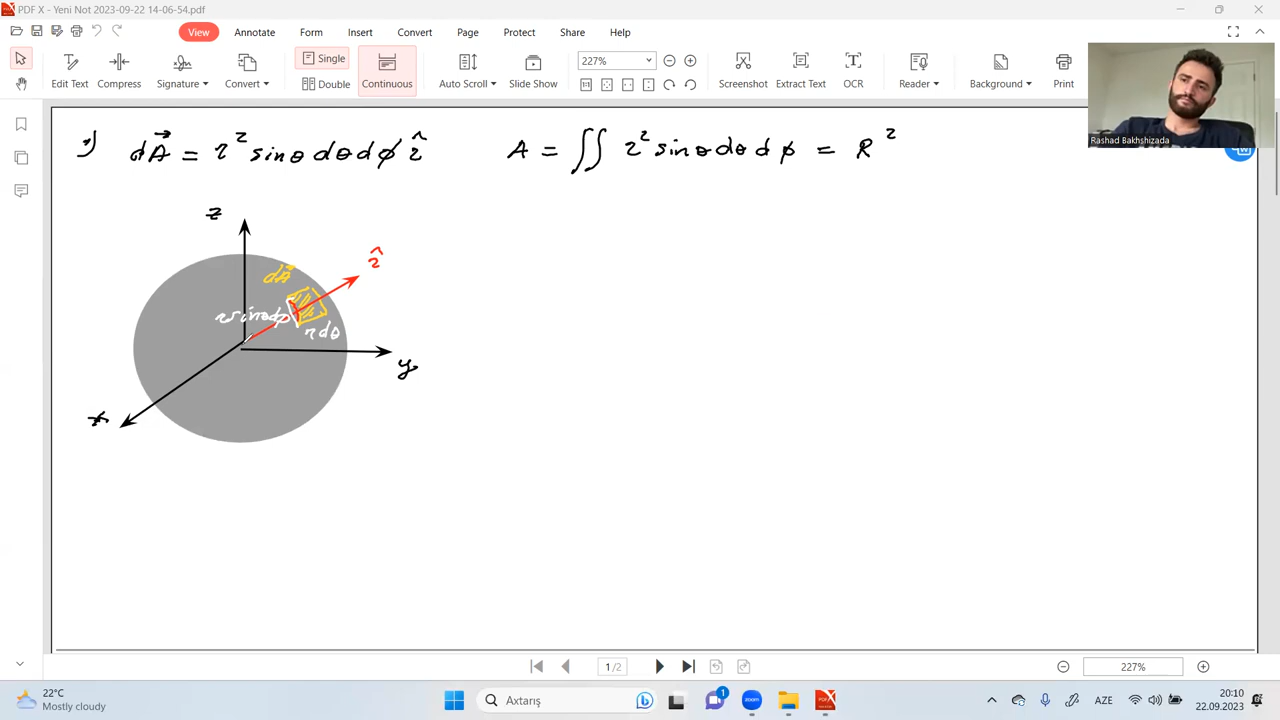 PDF X - Yeni Not 2023-09-22 14-06-54.pdf
View Annotate Form Insert Convert Page Protect Share Help
Edit Text Compress Signature Convert Single Double Continuous Auto Scroll Slide Show 227% Screenshot Extract Text OCR Reader Background Print
Rashad Bakhshizada
1) dA⃗ = r² sinθ dθ dϕ r̂ A = ∬ r² sinθ dθ dϕ = R²
z
r̂
dA⃗
r sinθ dϕ
r dθ
y
x
1/2 227%
22°C
Mostly cloudy
Axtarış
1
zoom
AZE
20:10
22.09.2023